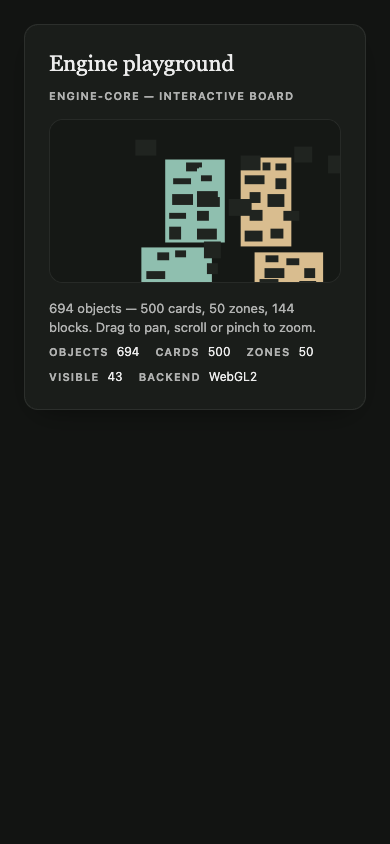 Engine playground
ENGINE-CORE — INTERACTIVE BOARD
694 objects — 500 cards, 50 zones, 144
blocks. Drag to pan, scroll or pinch to zoom.
OBJECTS 694 CARDS 500 ZONES 50
VISIBLE 43 BACKEND WebGL2